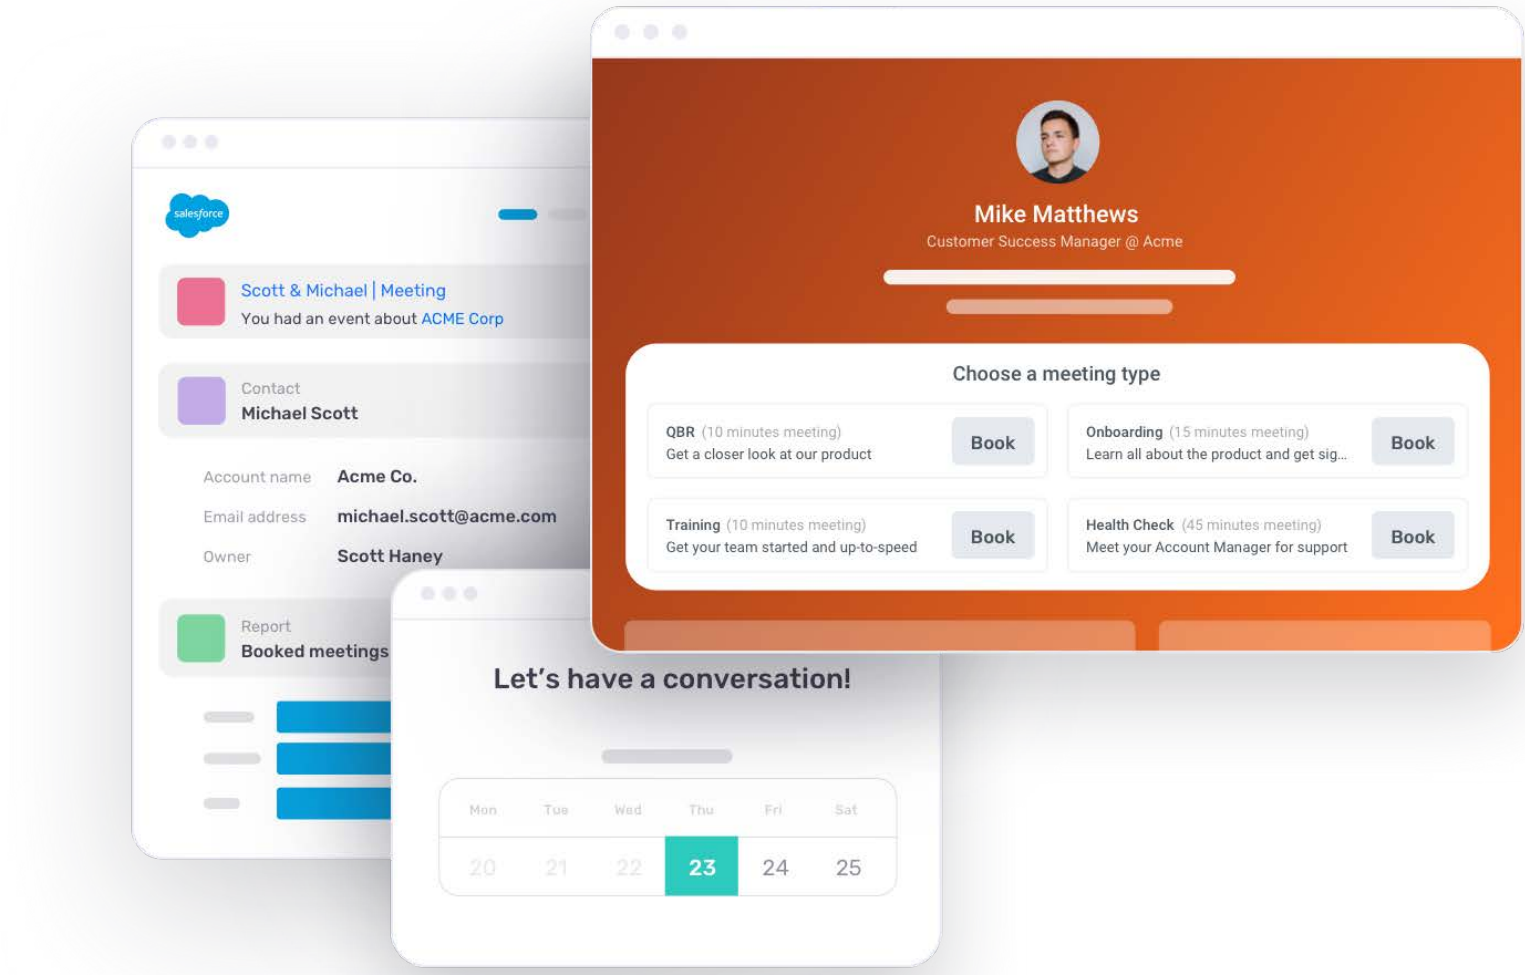 salesforce
Scott & Michael | Meeting
You had an event about ACME Corp
Contact
Michael Scott
Account name Acme Co.
Email address michael.scott@acme.com
Owner Scott Haney
Report
Booked meetings
Mike Matthews
Customer Success Manager @ Acme
Choose a meeting type
QBR (10 minutes meeting)
Get a closer look at our product
Book
Onboarding (15 minutes meeting)
Learn all about the product and get sig...
Book
Training (10 minutes meeting)
Get your team started and up-to-speed
Book
Health Check (45 minutes meeting)
Meet your Account Manager for support
Book
Let's have a conversation!
Mon Tue Wed Thu Fri Sat
20 21 22 23 24 25